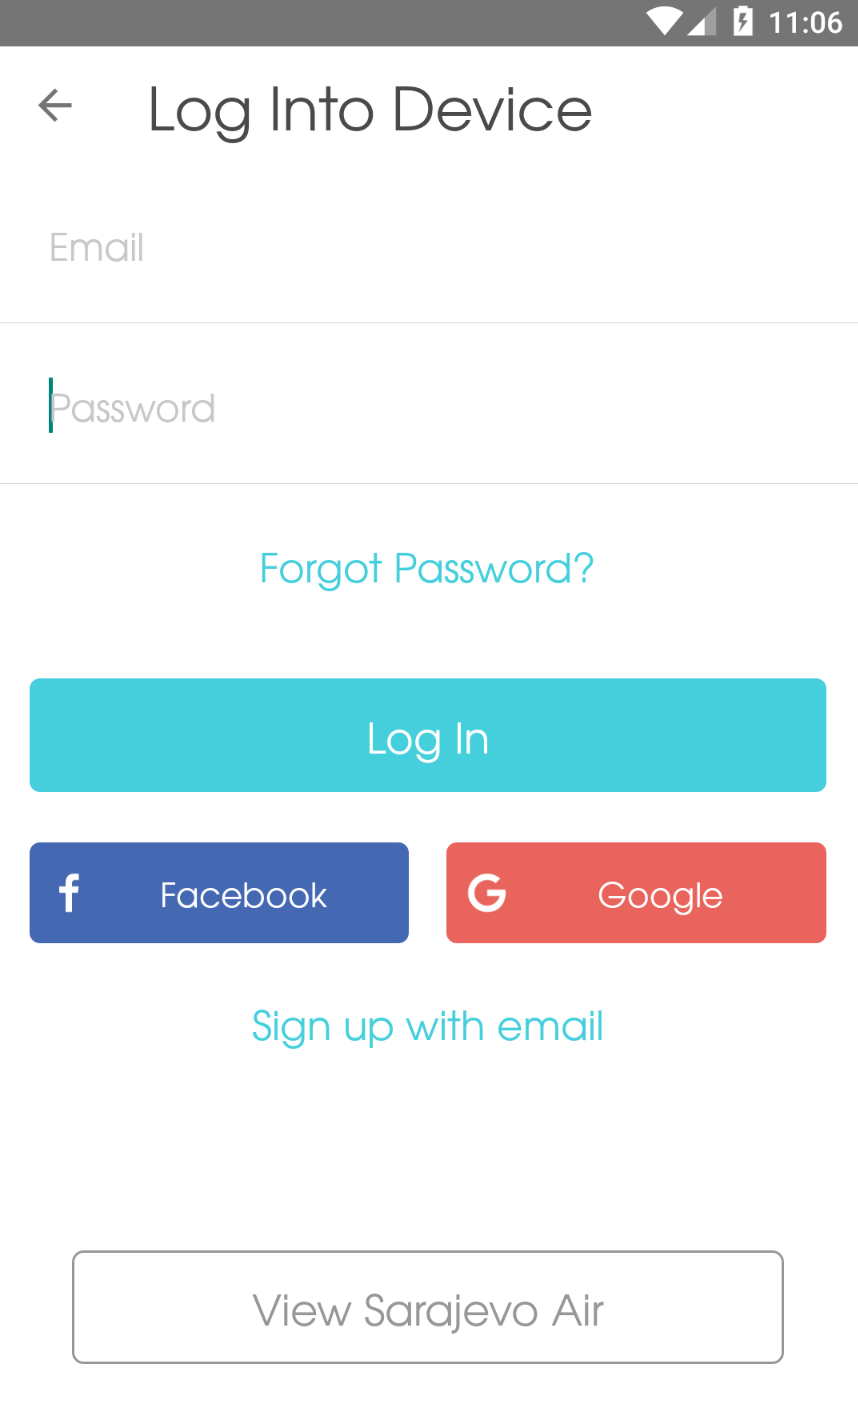 11:06
Log Into Device
Email
Password
Forgot Password?
Log In
Facebook
Google
Sign up with email
View Sarajevo Air